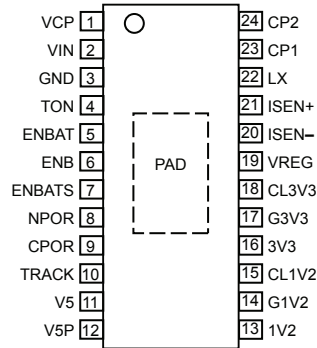 VCP 1 24 CP2
VIN 2 23 CP1
GND 3 22 LX
TON 4 21 ISEN+
ENBAT 5 20 ISEN–
ENB 6 PAD 19 VREG
ENBATS 7 18 CL3V3
NPOR 8 17 G3V3
CPOR 9 16 3V3
TRACK 10 15 CL1V2
V5 11 14 G1V2
V5P 12 13 1V2